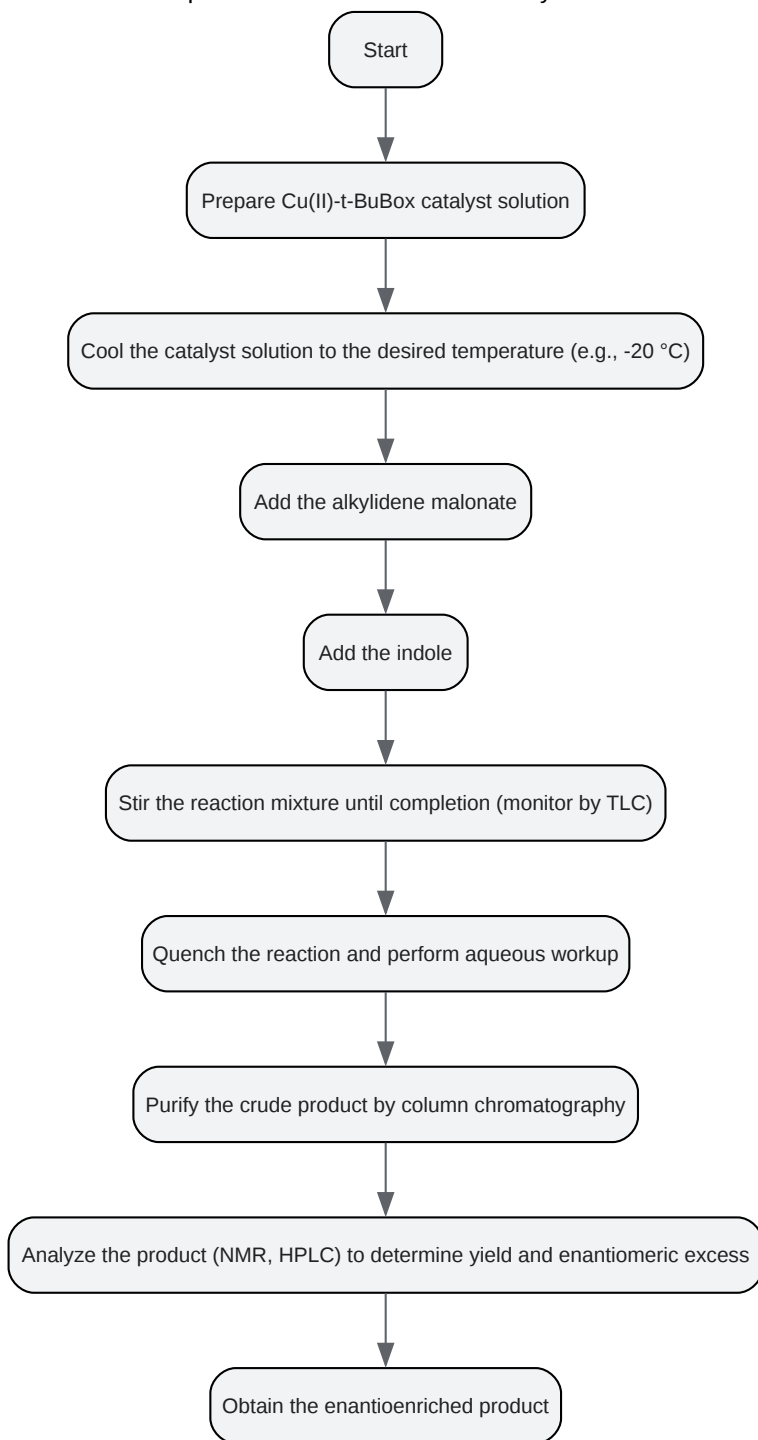 Start
Prepare Cu(II)-t-BuBox catalyst solution
Cool the catalyst solution to the desired temperature (e.g., -20 °C)
Add the alkylidene malonate
Add the indole
Stir the reaction mixture until completion (monitor by TLC)
Quench the reaction and perform aqueous workup
Purify the crude product by column chromatography
Analyze the product (NMR, HPLC) to determine yield and enantiomeric excess
Obtain the enantioenriched product